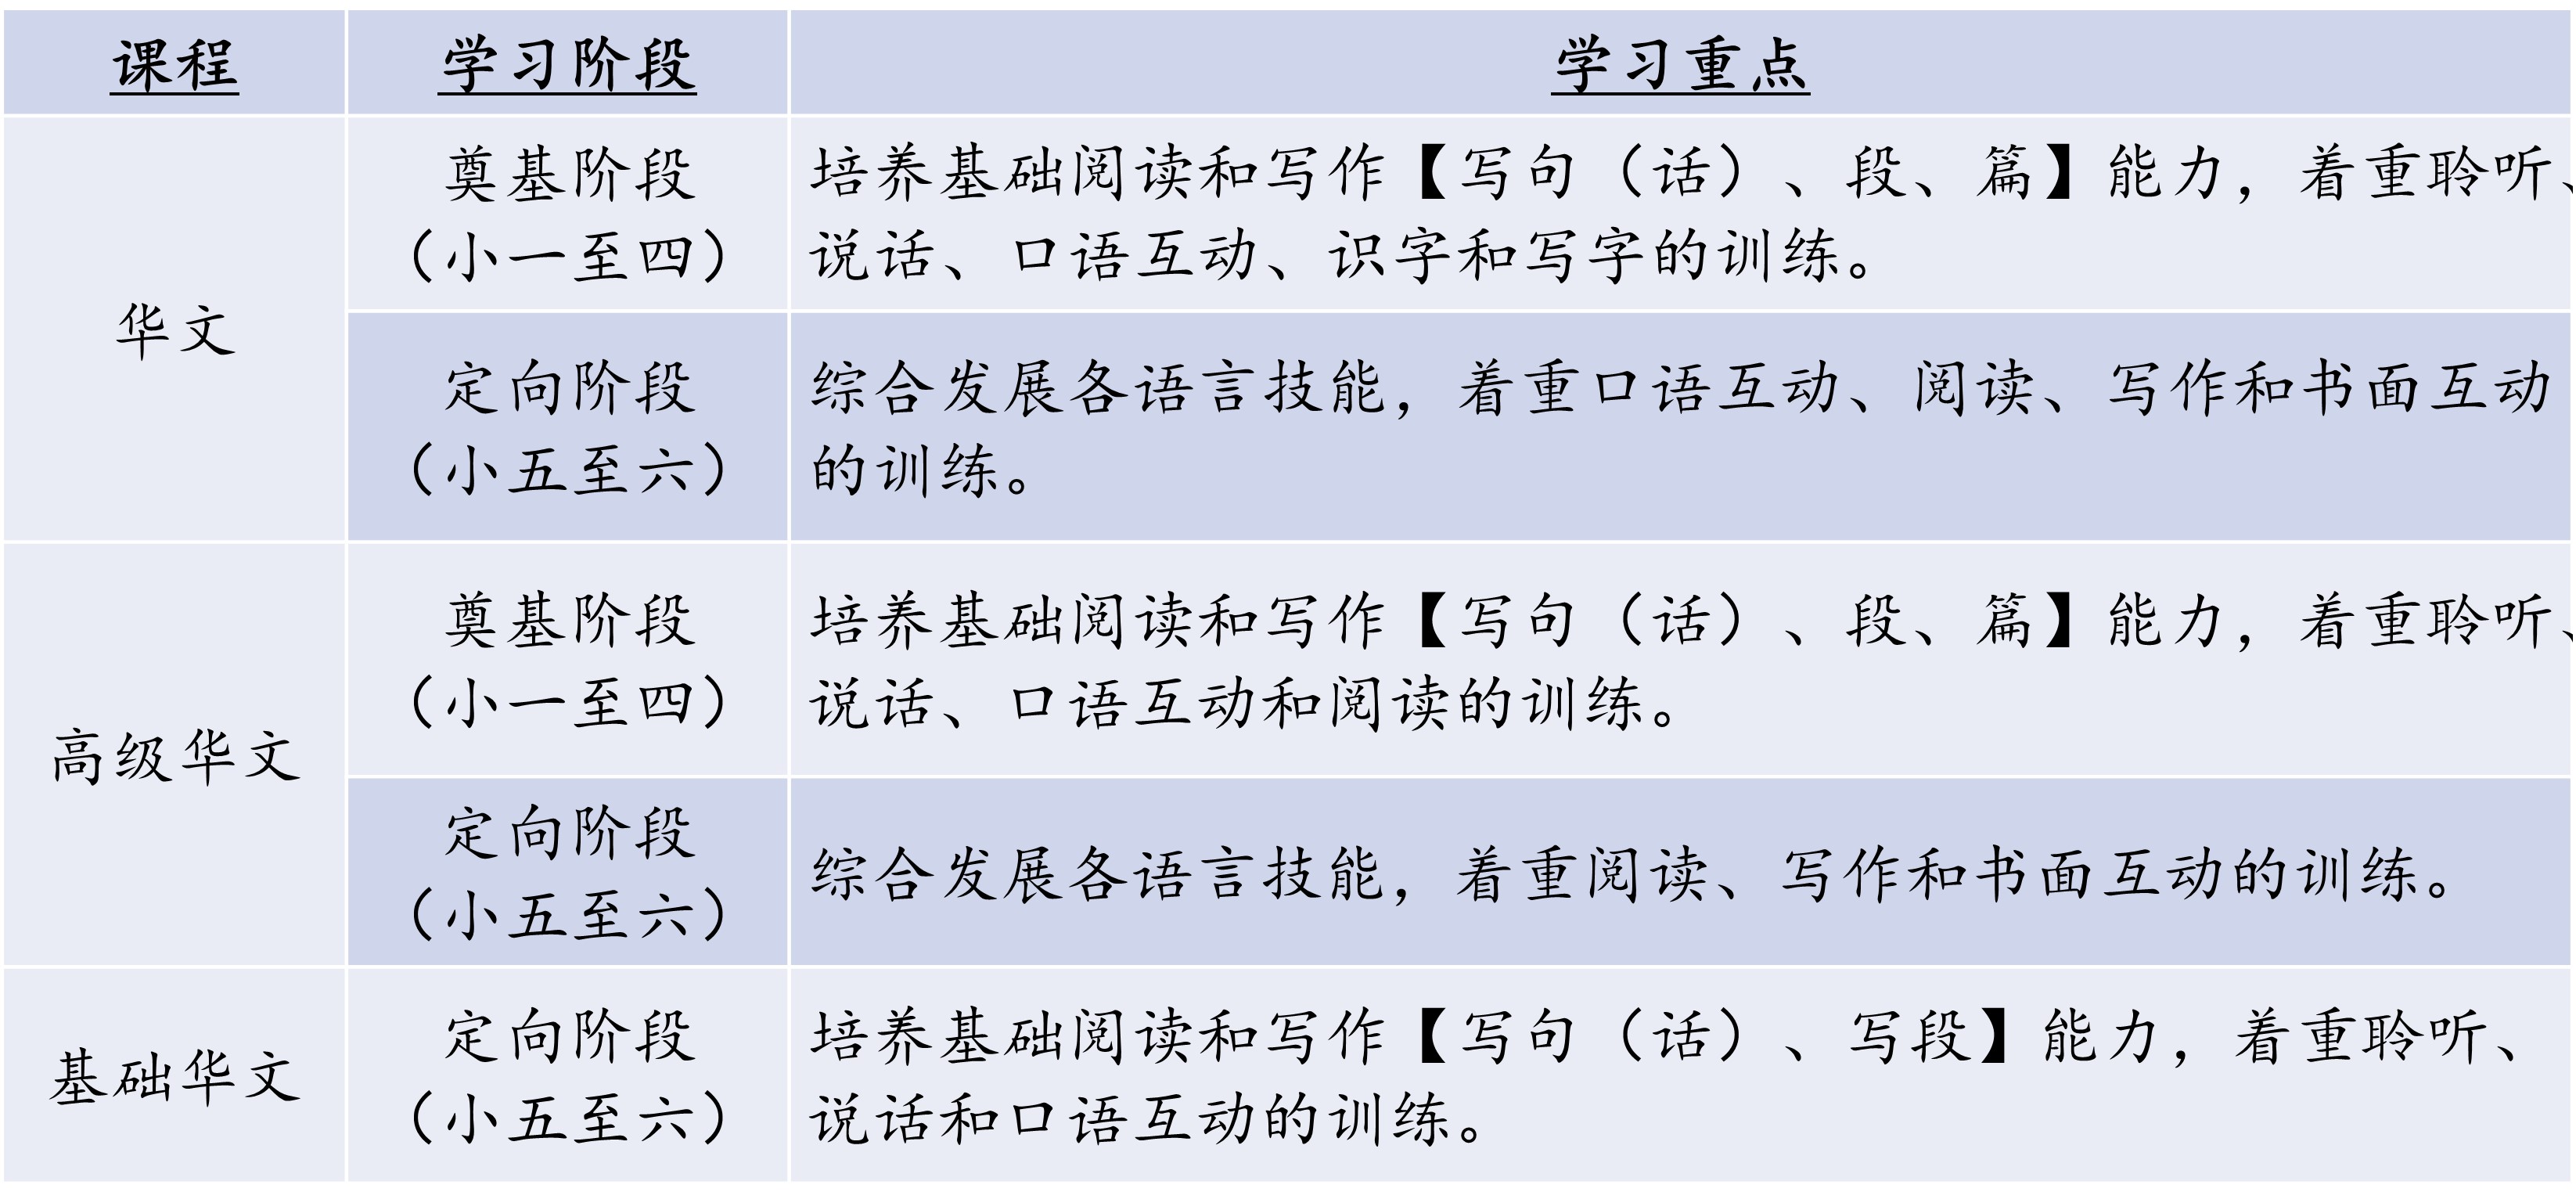 课程 学习阶段 学习重点
华文
奠基阶段
（小一至四）
培养基础阅读和写作【写句（话）、段、篇】能力，着重聆听、
说话、口语互动、识字和写字的训练。
定向阶段
（小五至六）
综合发展各语言技能，着重口语互动、阅读、写作和书面互动
的训练。
高级华文
奠基阶段
（小一至四）
培养基础阅读和写作【写句（话）、段、篇】能力，着重聆听、
说话、口语互动和阅读的训练。
定向阶段
（小五至六）
综合发展各语言技能，着重阅读、写作和书面互动的训练。
基础华文
定向阶段
（小五至六）
培养基础阅读和写作【写句（话）、写段】能力，着重聆听、
说话和口语互动的训练。